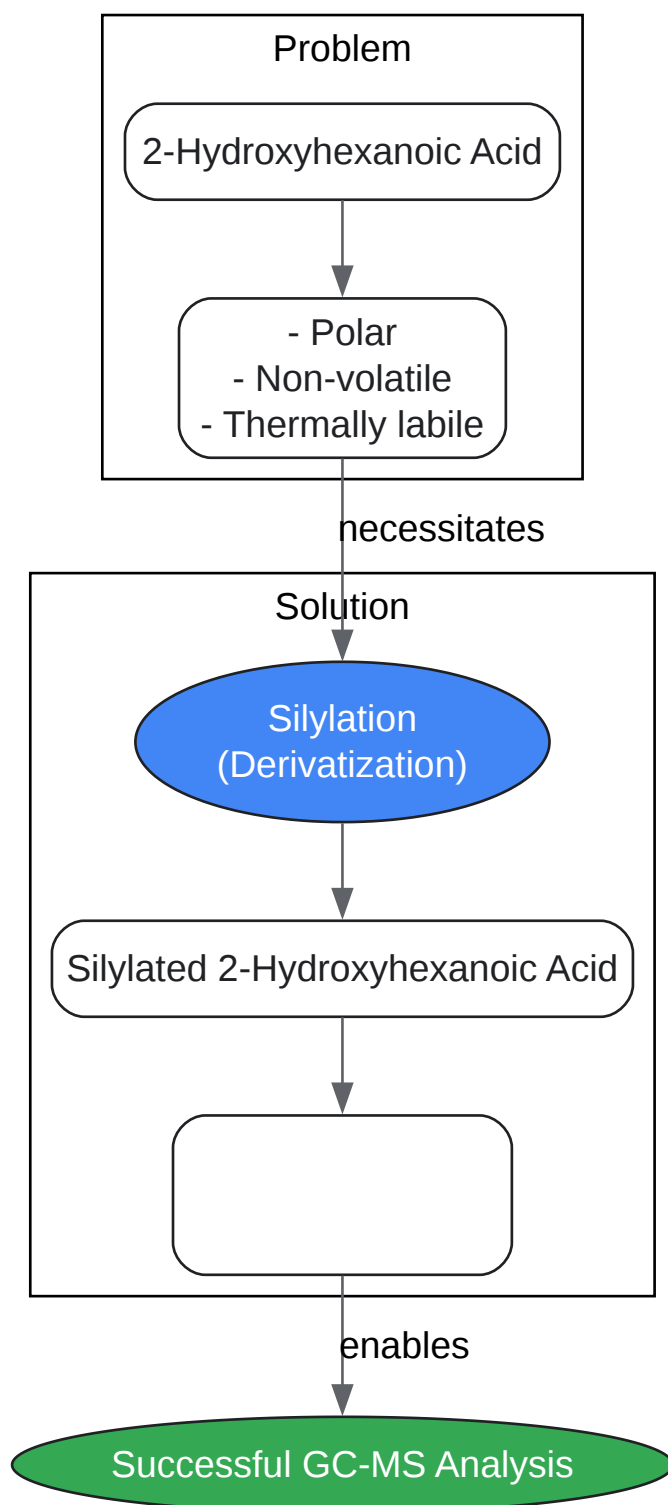 Problem
2-Hydroxyhexanoic Acid
- Polar
- Non-volatile
- Thermally labile
necessitates
Solution
Silylation
(Derivatization)
Silylated 2-Hydroxyhexanoic Acid
enables
Successful GC-MS Analysis